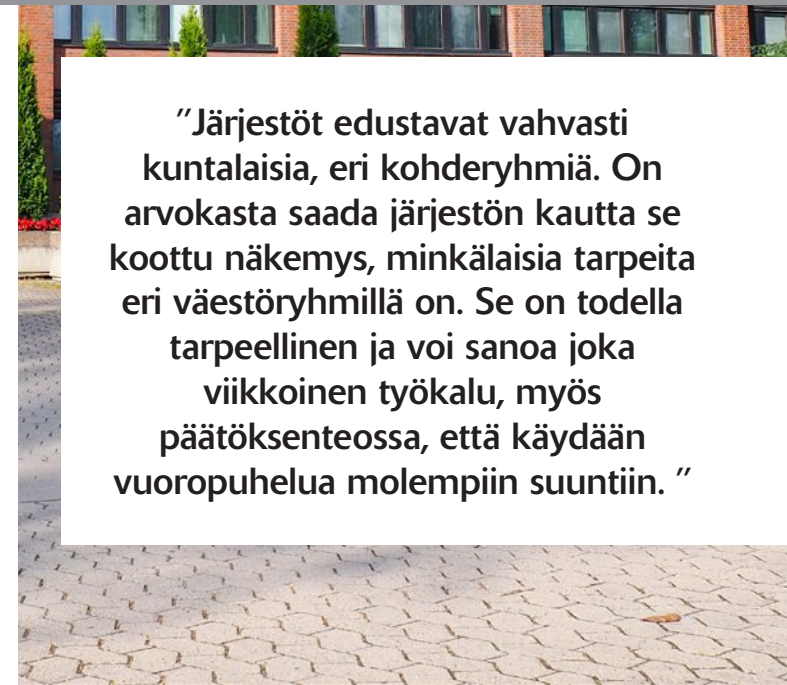 "Järjestöt edustavat vahvasti
kuntalaisia, eri kohderyhmiä. On
arvokasta saada järjestön kautta se
koottu näkemys, minkälaisia tarpeita
eri väestöryhmillä on. Se on todella
tarpeellinen ja voi sanoa joka
viikkoinen työkalu, myös
päätöksenteossa, että käydään
vuoropuhelua molempiin suuntiin. "